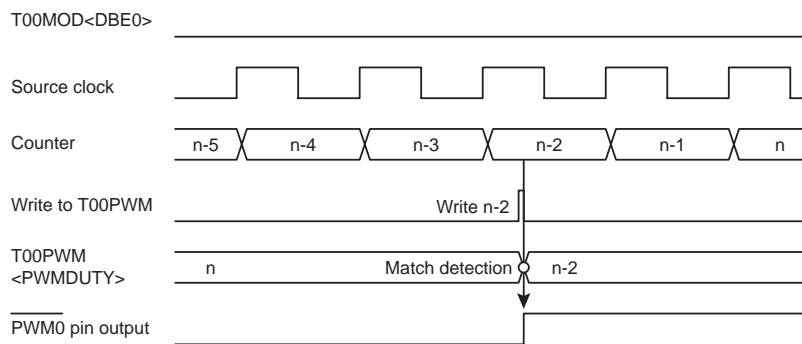 T00MOD<DBE0>
Source clock
Counter n-5 n-4 n-3 n-2 n-1 n
Write to T00PWM Write n-2
T00PWM
<PWMDUTY> n Match detection n-2
PWM0 pin output